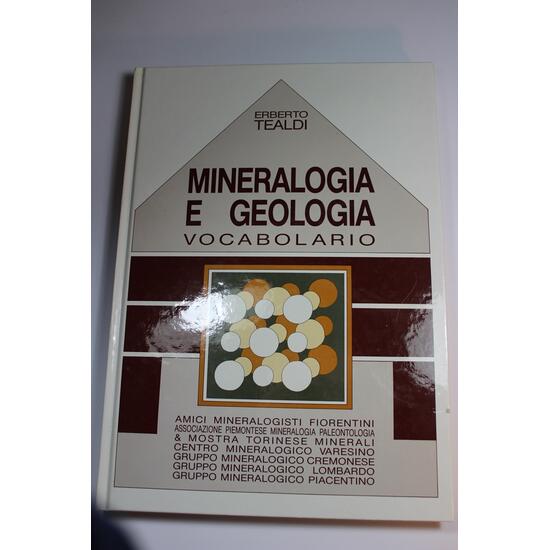 ERBERTO
TEALDI
MINERALOGIA
E GEOLOGIA
VOCABOLARIO
AMICI MINERALOGISTI FIORENTINI
ASSOCIAZIONE PIEMONTESE MINERALOGIA PALEONTOLOGIA
& MOSTRA TORINESE MINERALI
CENTRO MINERALOGICO VARESINO
GRUPPO MINERALOGICO CREMONESE
GRUPPO MINERALOGICO LOMBARDO
GRUPPO MINERALOGICO PIACENTINO